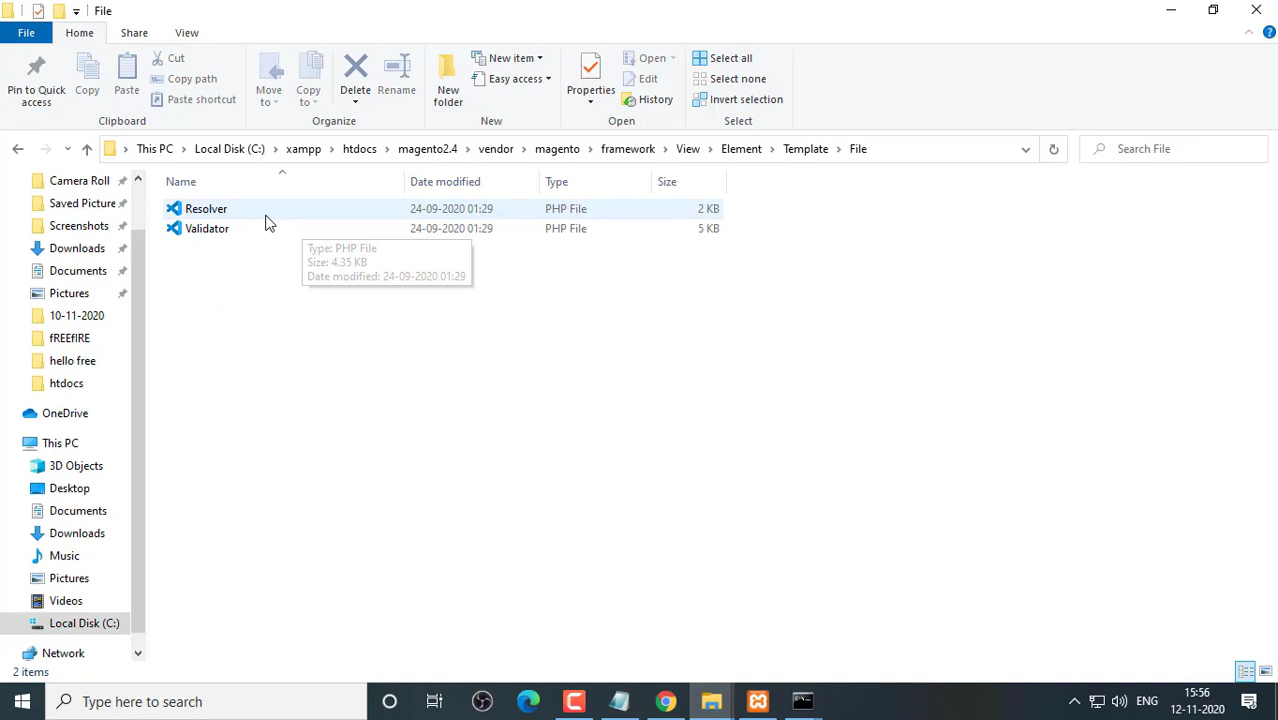 File
File Home Share View
Pin to Quick access
Copy
Paste
Cut
Copy path
Paste shortcut
Clipboard
Move to
Copy to
Delete
Rename
Organize
New folder
New item
Easy access
New
Properties
Open
Edit
History
Open
Select all
Select none
Invert selection
Select
This PC Local Disk (C:) xampp htdocs magento2.4 vendor magento framework View Element Template File
Search File
Name Date modified Type Size
Resolver 24-09-2020 01:29 PHP File 2 KB
Validator 24-09-2020 01:29 PHP File 5 KB
Type: PHP File
Size: 4.35 KB
Date modified: 24-09-2020 01:29
Camera Roll
Saved Picture
Screenshots
Downloads
Documents
Pictures
10-11-2020
fREEfIRE
hello free
htdocs
OneDrive
This PC
3D Objects
Desktop
Documents
Downloads
Music
Pictures
Videos
Local Disk (C:)
Network
2 items
Type here to search
ENG
15:56
12-11-2020